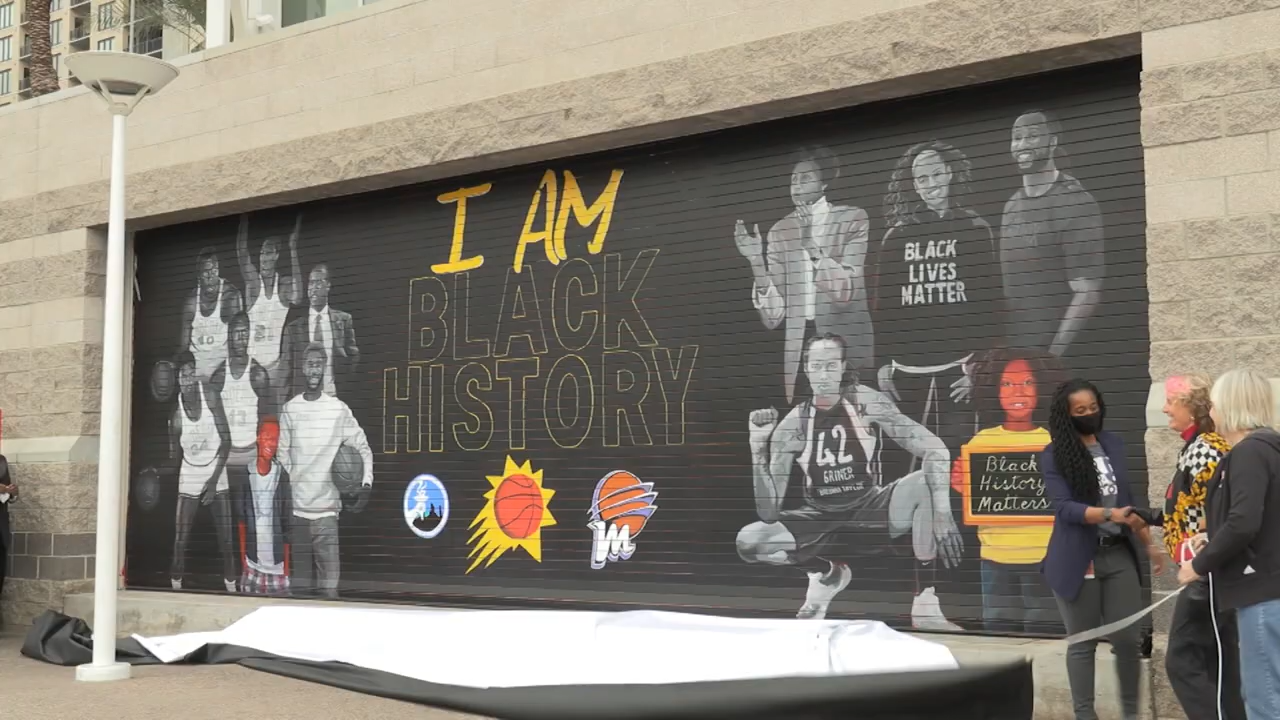 I AM
BLACK
HISTORY
BLACK
LIVES
MATTER
42
GRINER
Black
History
Matters
m